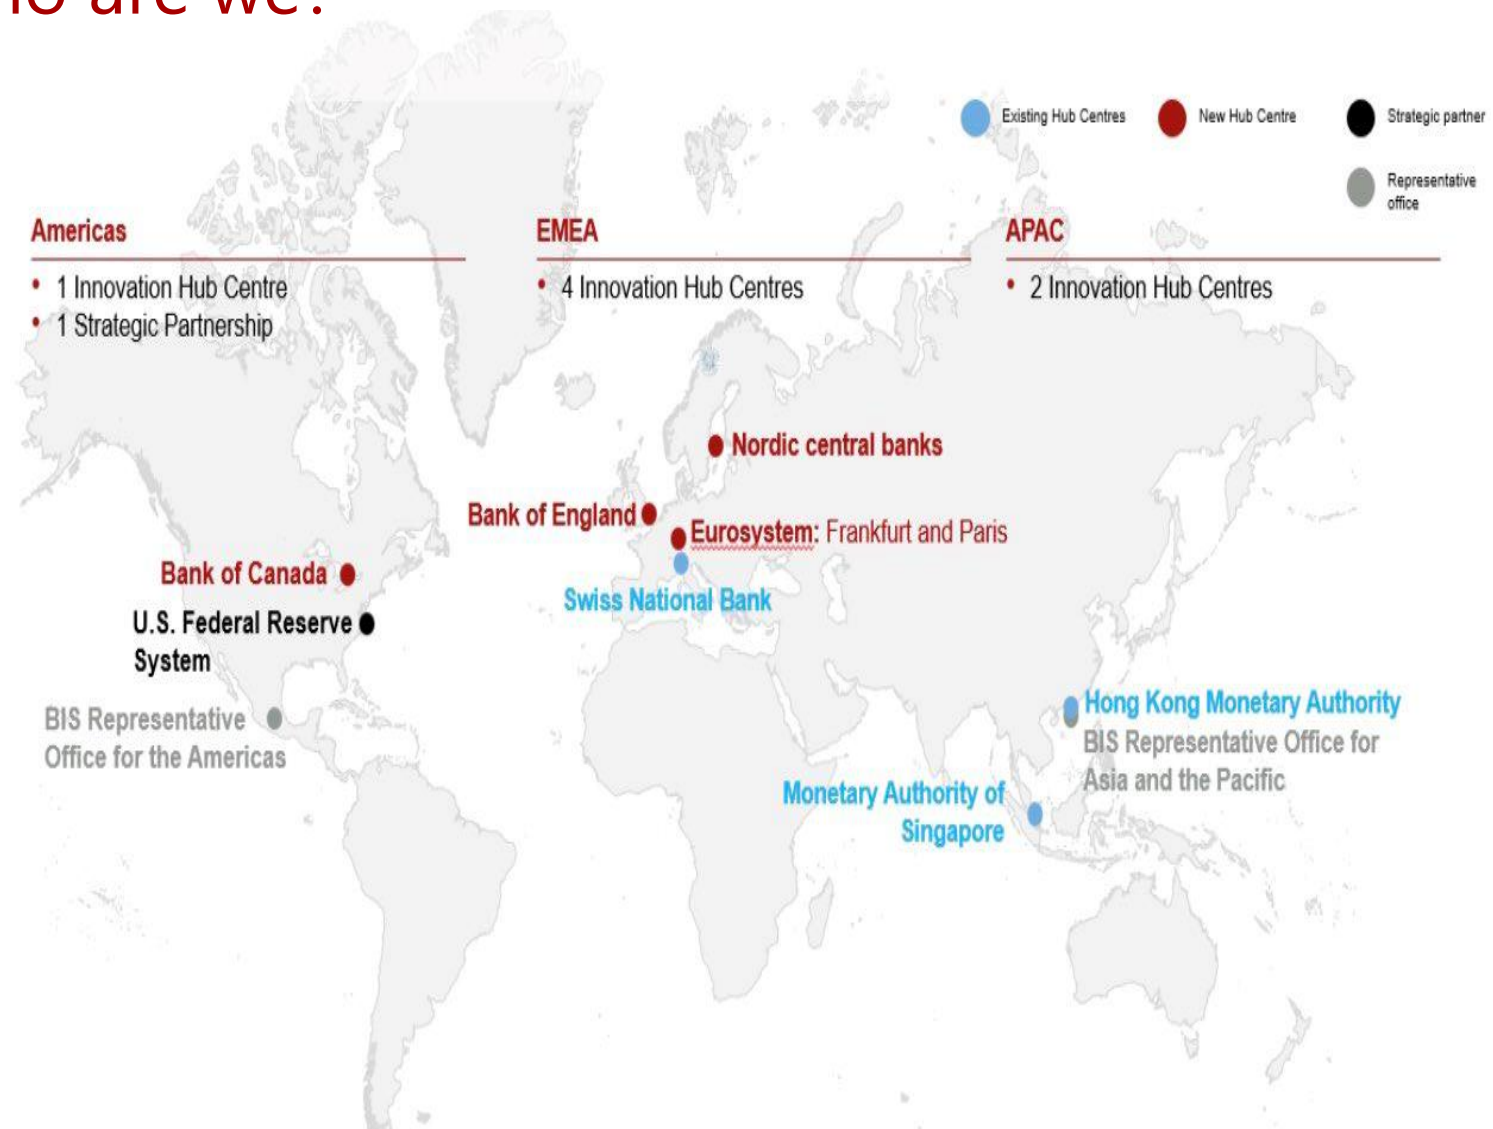 are we?
Existing Hub Centres
New Hub Centre
Strategic partner
Representative
office
Americas
• 1 Innovation Hub Centre
• 1 Strategic Partnership
EMEA
• 4 Innovation Hub Centres
APAC
• 2 Innovation Hub Centres
Nordic central banks
Bank of England
Eurosystem: Frankfurt and Paris
Swiss National Bank
Bank of Canada
U.S. Federal Reserve
System
BIS Representative
Office for the Americas
Hong Kong Monetary Authority
BIS Representative Office for
Asia and the Pacific
Monetary Authority of
Singapore